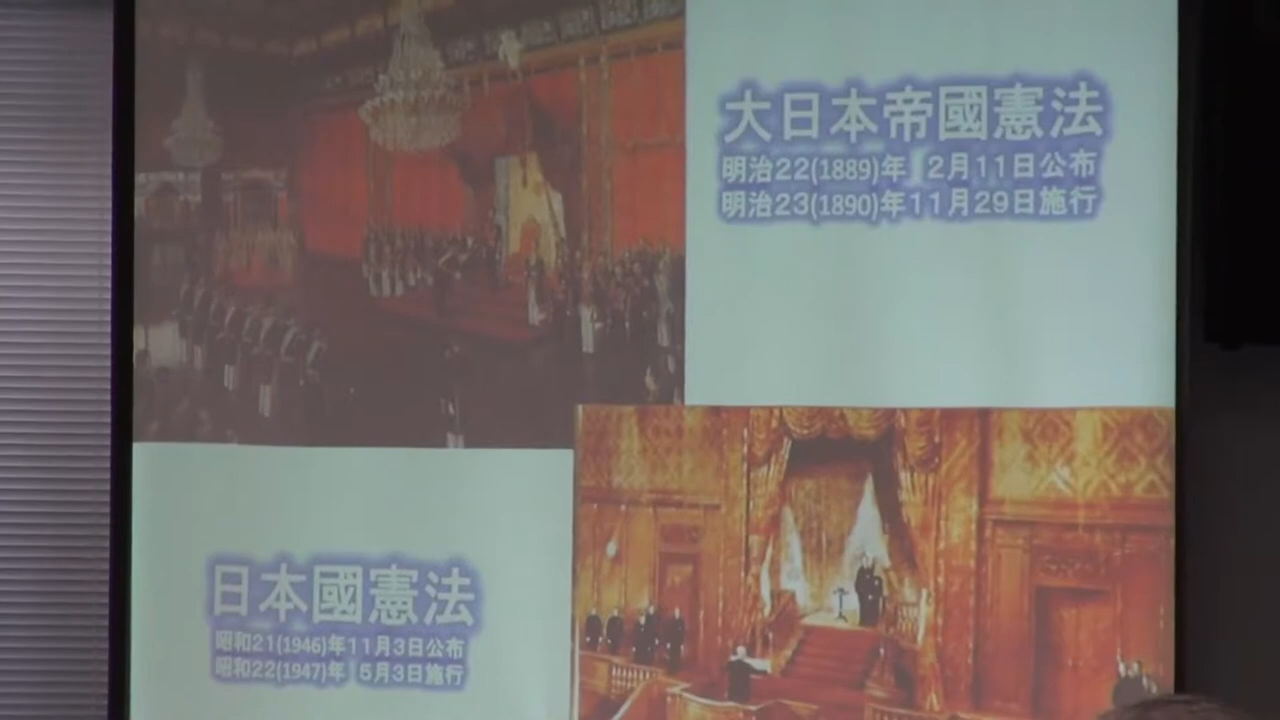 大日本帝國憲法
明治22(1889)年 2月11日公布
明治23(1890)年11月29日施行
日本國憲法
昭和21(1946)年11月3日公布
昭和22(1947)年 5月3日施行